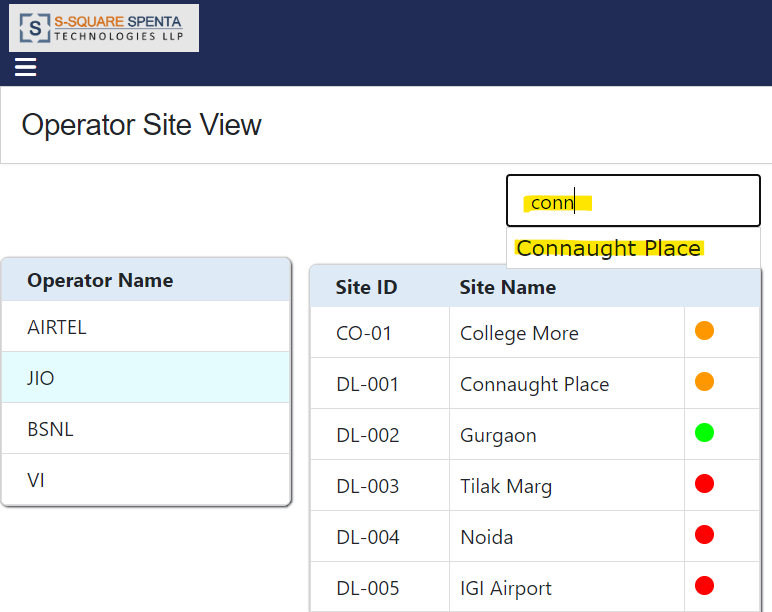 S-SQUARE SPENTA
TECHNOLOGIES LLP
Operator Site View
conn
Connaught Place
Operator Name
AIRTEL
JIO
BSNL
VI
Site ID Site Name
CO-01 College More
DL-001 Connaught Place
DL-002 Gurgaon
DL-003 Tilak Marg
DL-004 Noida
DL-005 IGI Airport